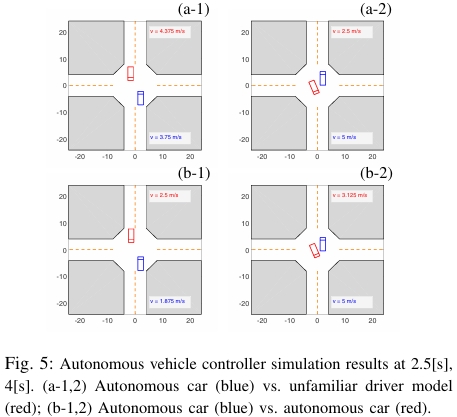 (a-1)
(a-2)
20
10
0
-10
-20
v = 4.375 m/s
v = 3.75 m/s
-20 -10 0 10 20
20
10
0
-10
-20
v = 2.5 m/s
v = 5 m/s
-20 -10 0 10 20
(b-1)
(b-2)
20
10
0
-10
-20
v = 2.5 m/s
v = 1.875 m/s
-20 -10 0 10 20
20
10
0
-10
-20
v = 3.125 m/s
v = 5 m/s
-20 -10 0 10 20
Fig. 5: Autonomous vehicle controller simulation results at 2.5[s],
4[s]. (a-1,2) Autonomous car (blue) vs. unfamiliar driver model
(red); (b-1,2) Autonomous car (blue) vs. autonomous car (red).